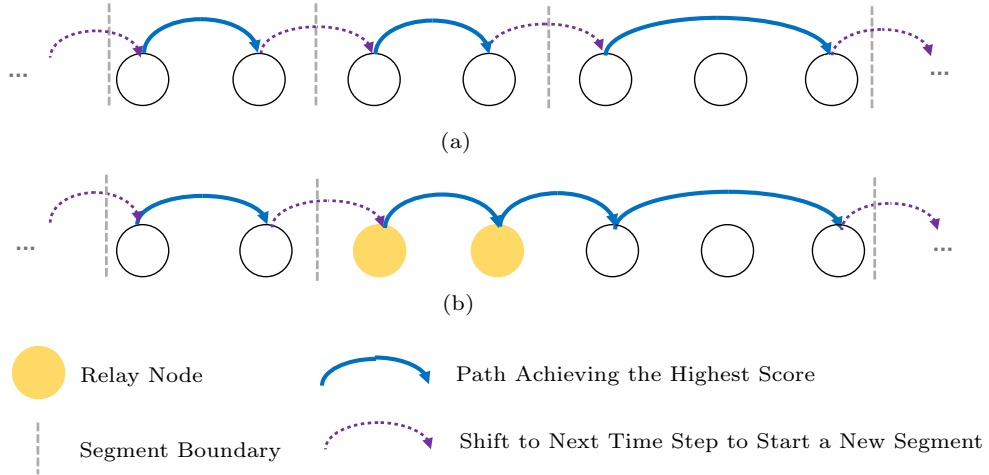 ... ...
(a)
... ...
(b)
Relay Node
Path Achieving the Highest Score
Segment Boundary
Shift to Next Time Step to Start a New Segment